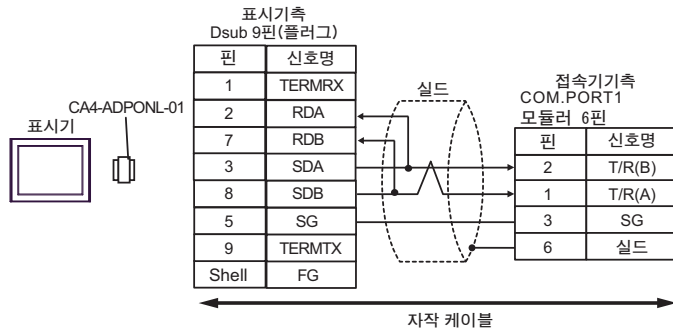 표시기측
Dsub 9핀(플러그)
핀 신호명
1 TERMRX
2 RDA
7 RDB
3 SDA
8 SDB
5 SG
9 TERMTX
Shell FG
CA4-ADPONL-01
표시기
실드
접속기기측
COM.PORT1
모듈러 6핀
핀 신호명
2 T/R(B)
1 T/R(A)
3 SG
6 실드
자작 케이블